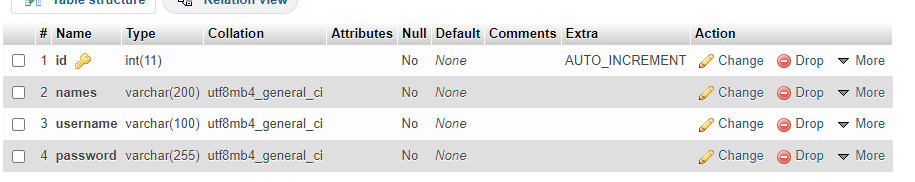 Table structure Relation view
# Name Type Collation Attributes Null Default Comments Extra Action
1 id int(11) No None AUTO_INCREMENT Change Drop More
2 names varchar(200) utf8mb4_general_ci No None Change Drop More
3 username varchar(100) utf8mb4_general_ci No None Change Drop More
4 password varchar(255) utf8mb4_general_ci No None Change Drop More